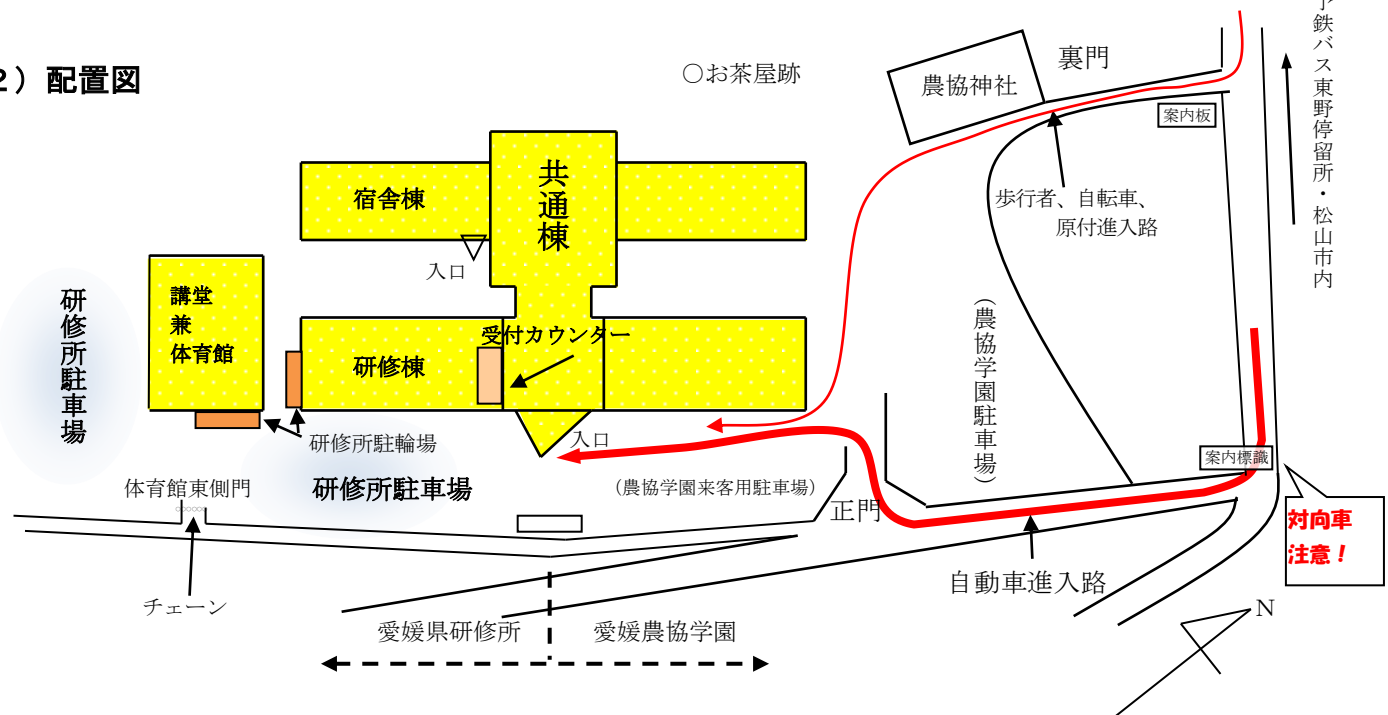 ２）配置図
○お茶屋跡
農協神社
裏門
案内板
予鉄バス東野停留所・松山市内
歩行者、自転車、
原付進入路
共通棟
宿舎棟
入口
講堂
兼
体育館
研修所駐車場
受付カウンター
研修棟
（農協学園駐車場）
研修所駐輪場
入口
案内標識
体育館東側門
研修所駐車場
（農協学園来客用駐車場）
正門
対向車
注意！
自動車進入路
チェーン
愛媛県研修所
愛媛農協学園
N